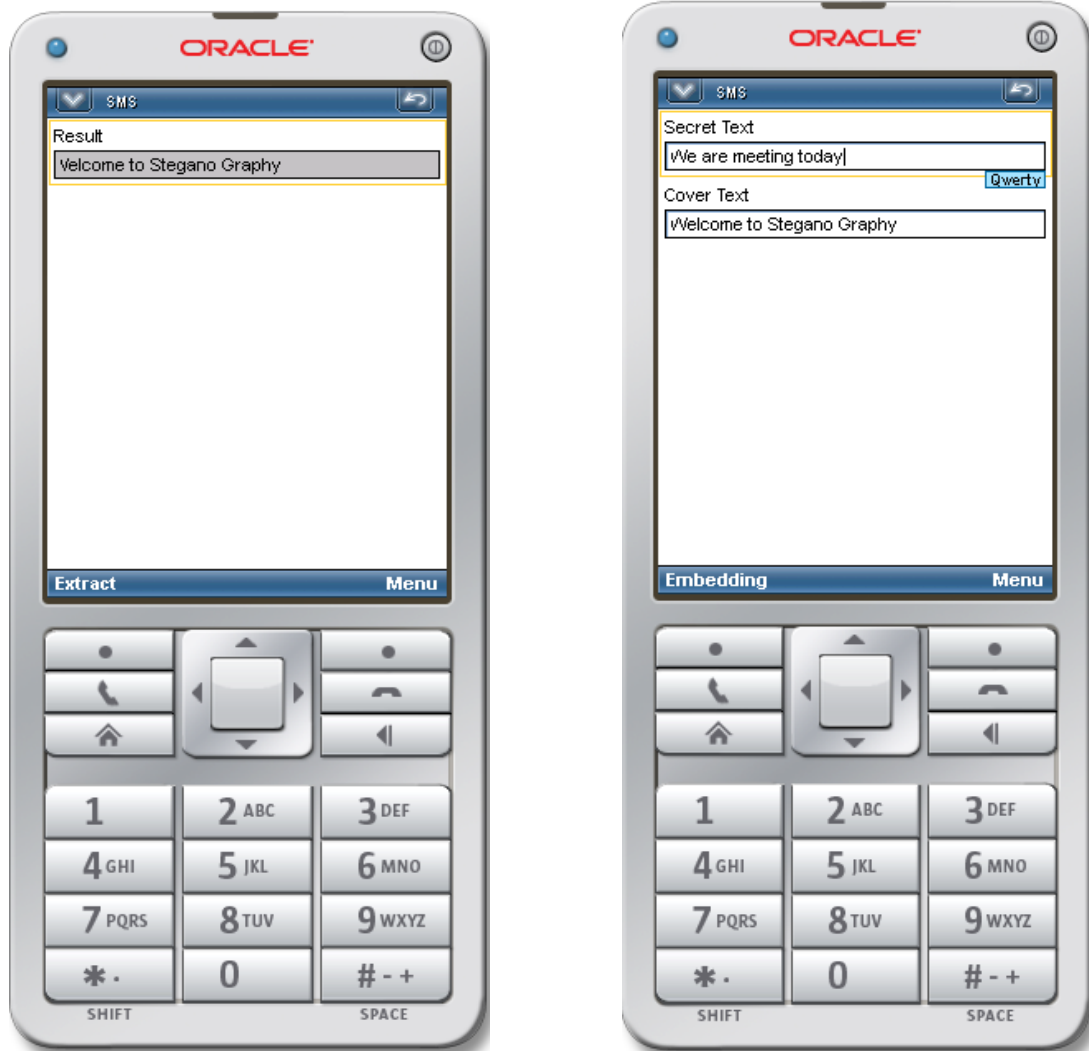 ORACLE
SMS
Result
Welcome to Stegano Graphy
Extract Menu
1 2 ABC 3 DEF
4 GHI 5 JKL 6 MNO
7 PQRS 8 TUV 9 WXYZ
* . 0 # - +
SHIFT SPACE
ORACLE
SMS
Secret Text
We are meeting today
Qwerty
Cover Text
Welcome to Stegano Graphy
Embedding Menu
1 2 ABC 3 DEF
4 GHI 5 JKL 6 MNO
7 PQRS 8 TUV 9 WXYZ
* . 0 # - +
SHIFT SPACE